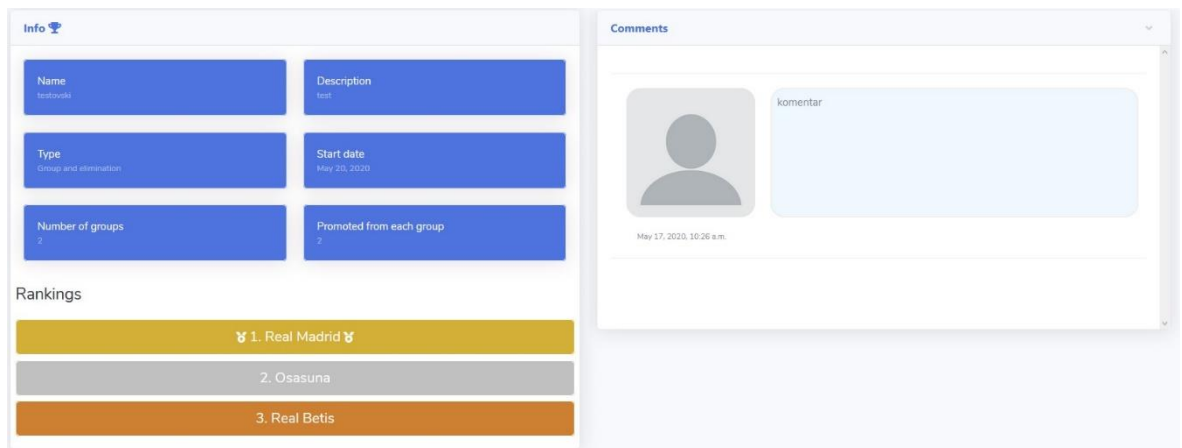 Info
Name
testovski
Description
test
Type
Group and elimination
Start date
May 20, 2020
Number of groups
2
Promoted from each group
2
Rankings
1. Real Madrid
2. Osasuna
3. Real Betis
Comments
komentar
May 17, 2020, 10:26 a.m.